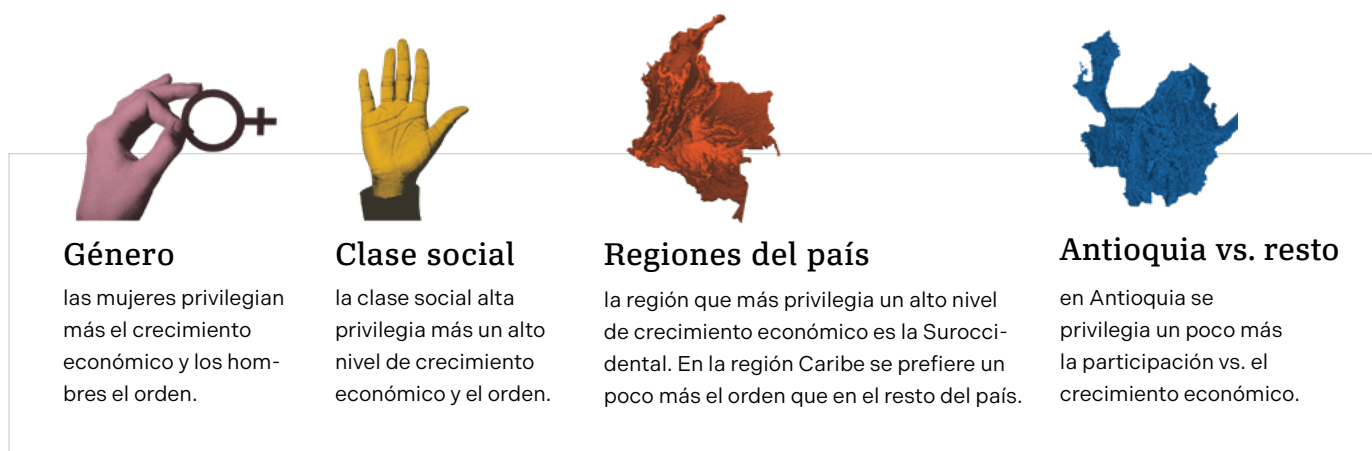 Género
las mujeres privilegian
más el crecimiento
económico y los hom-
bres el orden.
Clase social
la clase social alta
privilegia más un alto
nivel de crecimiento
económico y el orden.
Regiones del país
la región que más privilegia un alto nivel
de crecimiento económico es la Surocci-
dental. En la región Caribe se prefiere un
poco más el orden que en el resto del país.
Antioquia vs. resto
en Antioquia se
privilegia un poco más
la participación vs. el
crecimiento económico.